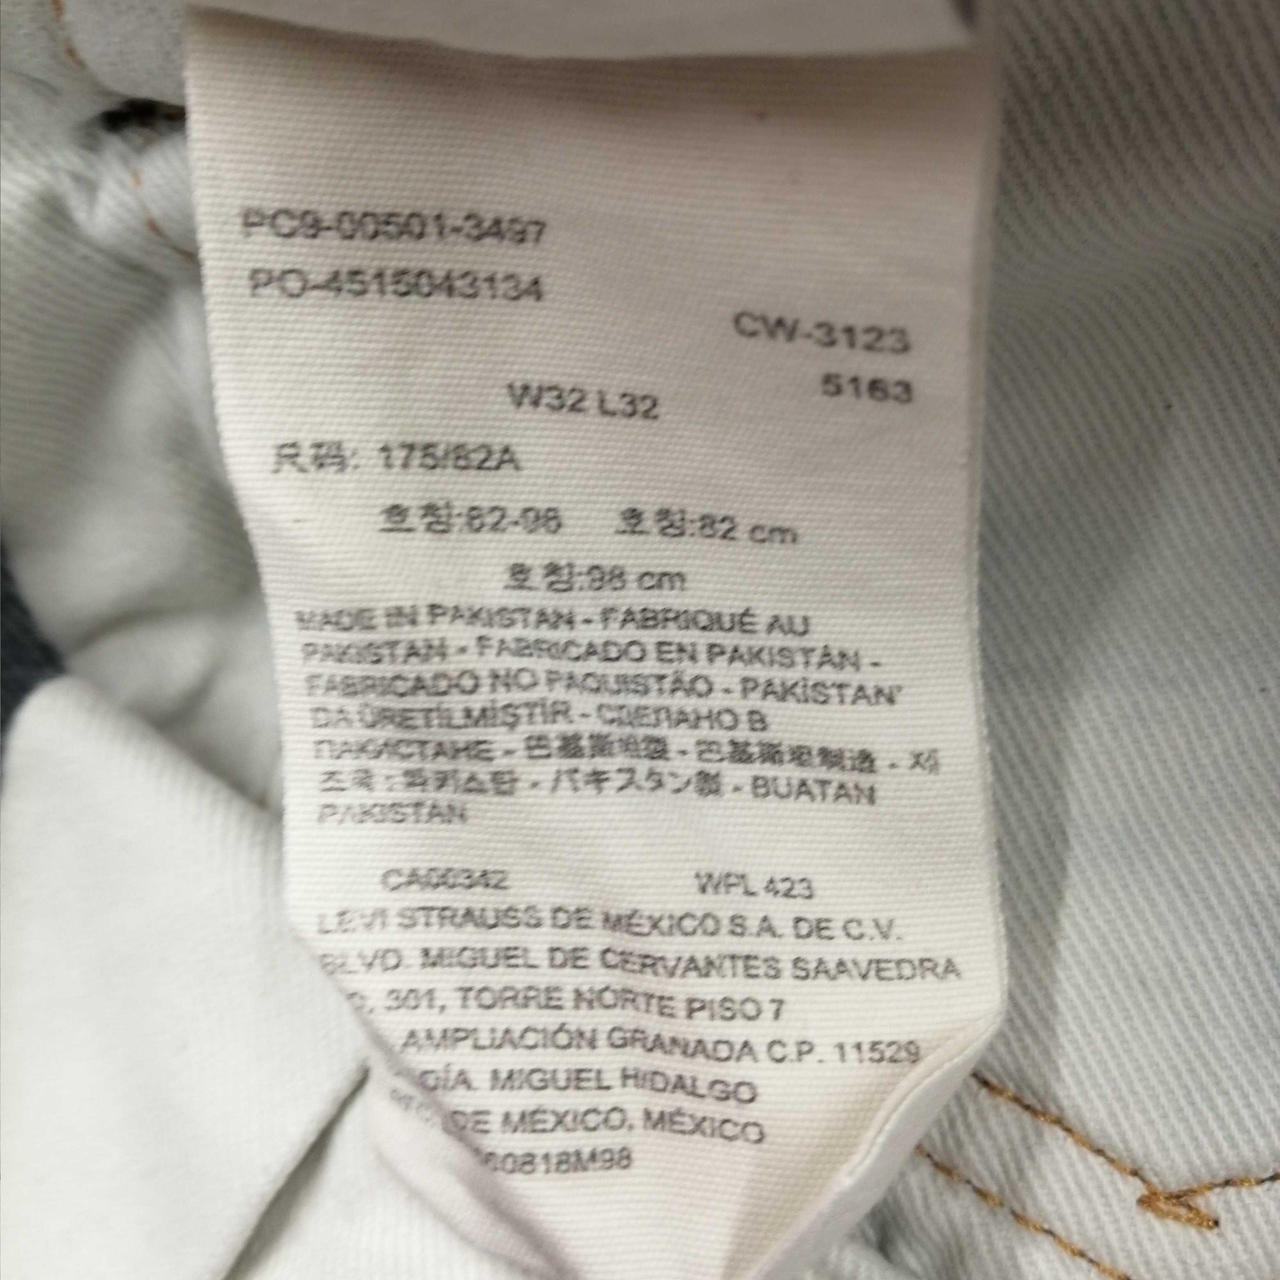 PC9-00501-3497
PO-4515043134
CW-3123
5163
W32 L32
尺码: 175/82A
호칭:82-98 호칭:82 cm
호칭:98 cm
MADE IN PAKISTAN - FABRIQUÉ AU
PAKISTAN - FABRICADO EN PAKISTÁN -
FABRICADO NO PAQUISTÃO - PAKİSTAN'
DA ÜRETİLMİŞTİR - СДЕЛАНО В
ПАКИСТАНЕ - 巴基斯坦製 - 巴基斯坦制造 - 제
조국 : 파키스탄 - パキスタン製 - BUATAN
PAKISTAN
CA00342 WPL 423
LEVI STRAUSS DE MÉXICO S.A. DE C.V.
BLVD. MIGUEL DE CERVANTES SAAVEDRA
301, TORRE NORTE PISO 7
AMPLIACIÓN GRANADA C.P. 11529
MIGUEL HIDALGO
DE MÉXICO, MÉXICO
60818M98